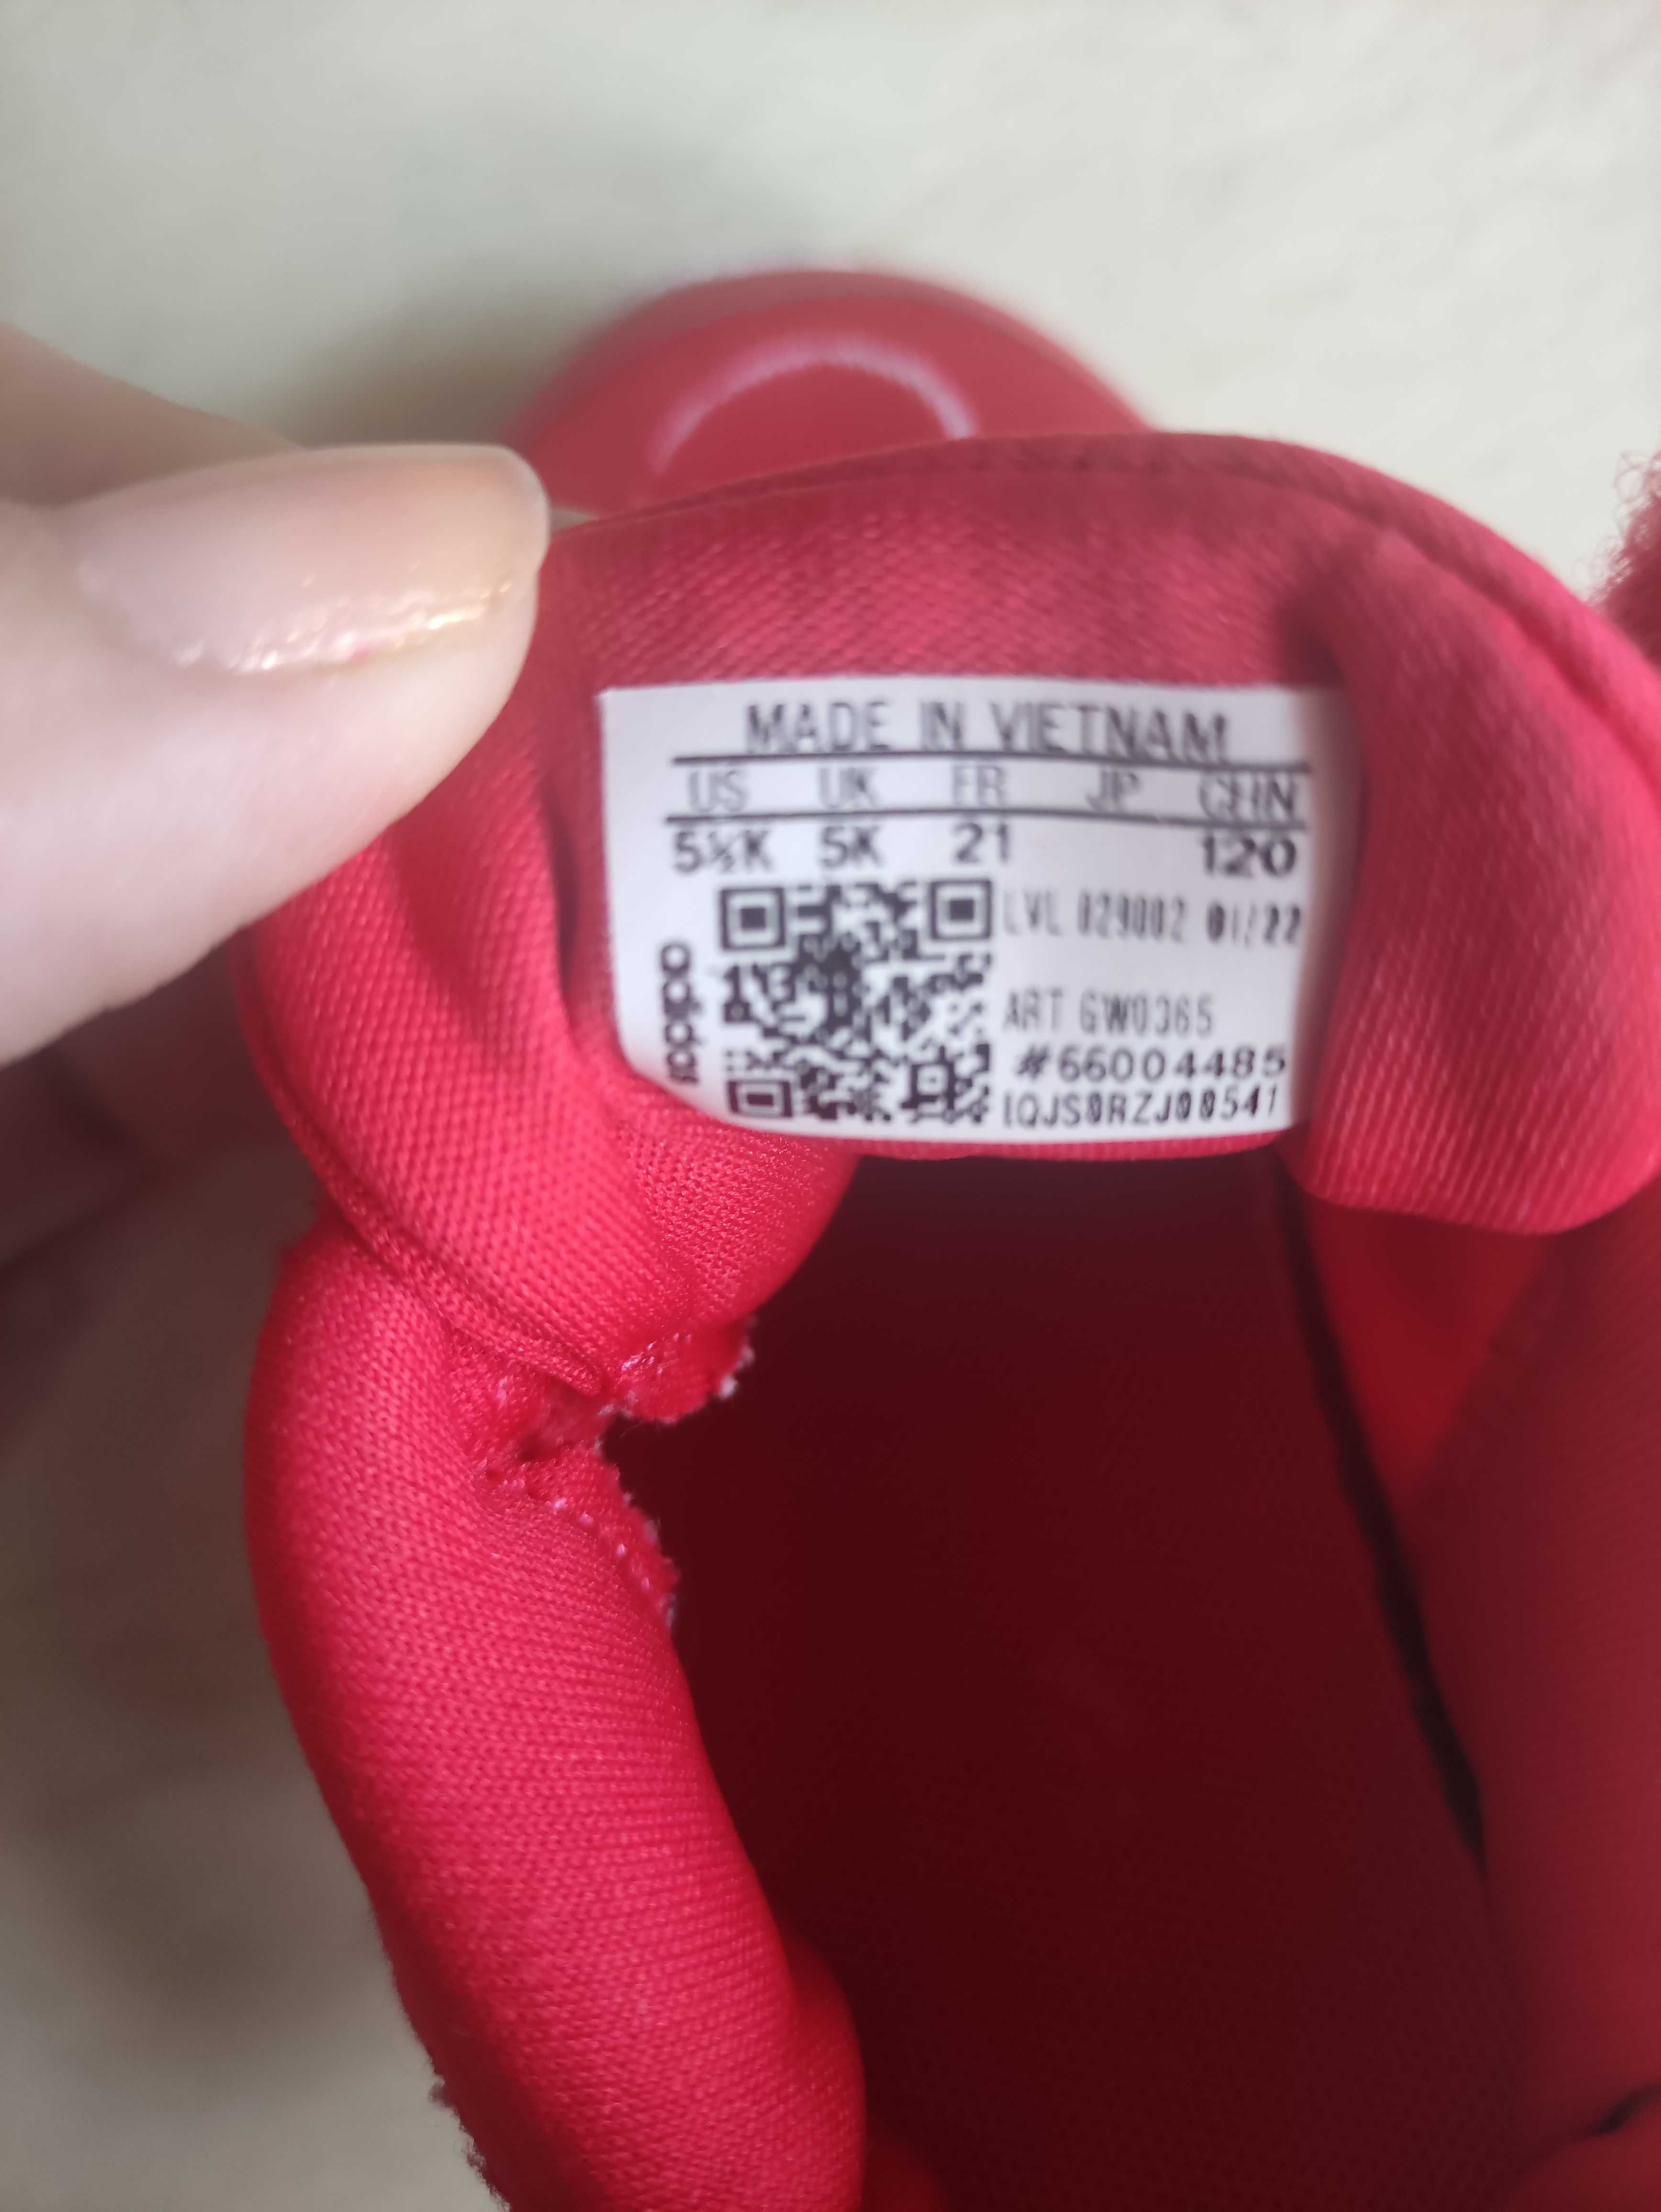 MADE IN VIETNAM
US UK FR JP CHN
5½K 5K 21 120
LVL 029002 01/22
adidas
ART GW0365
#66004485
IQJS0RZJ00541